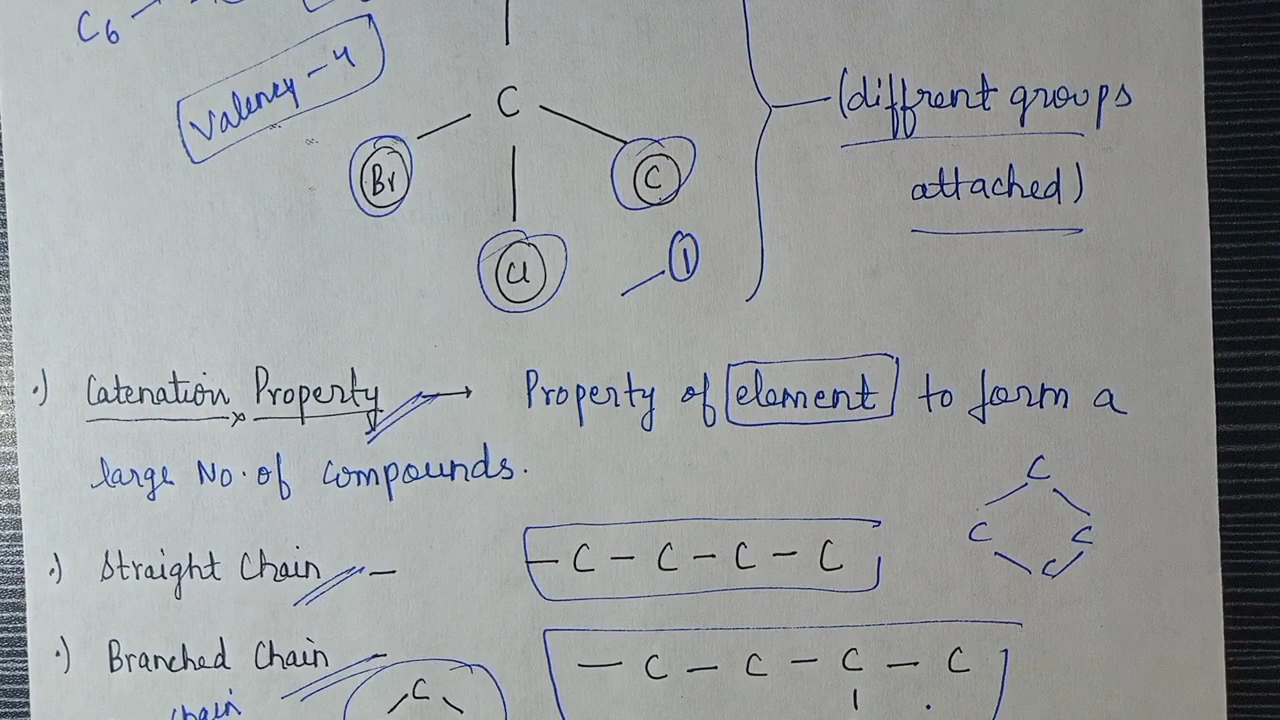 C6
Valency - 4
C
Br
C
Cl
I
(diffrent groups
attached)
•) Catenation Property → Property of element to form a
large No. of compounds.
C
C C
C
•) Straight Chain — - C - C - C - C
•) Branched Chain — - C - C - C - C
chain
C